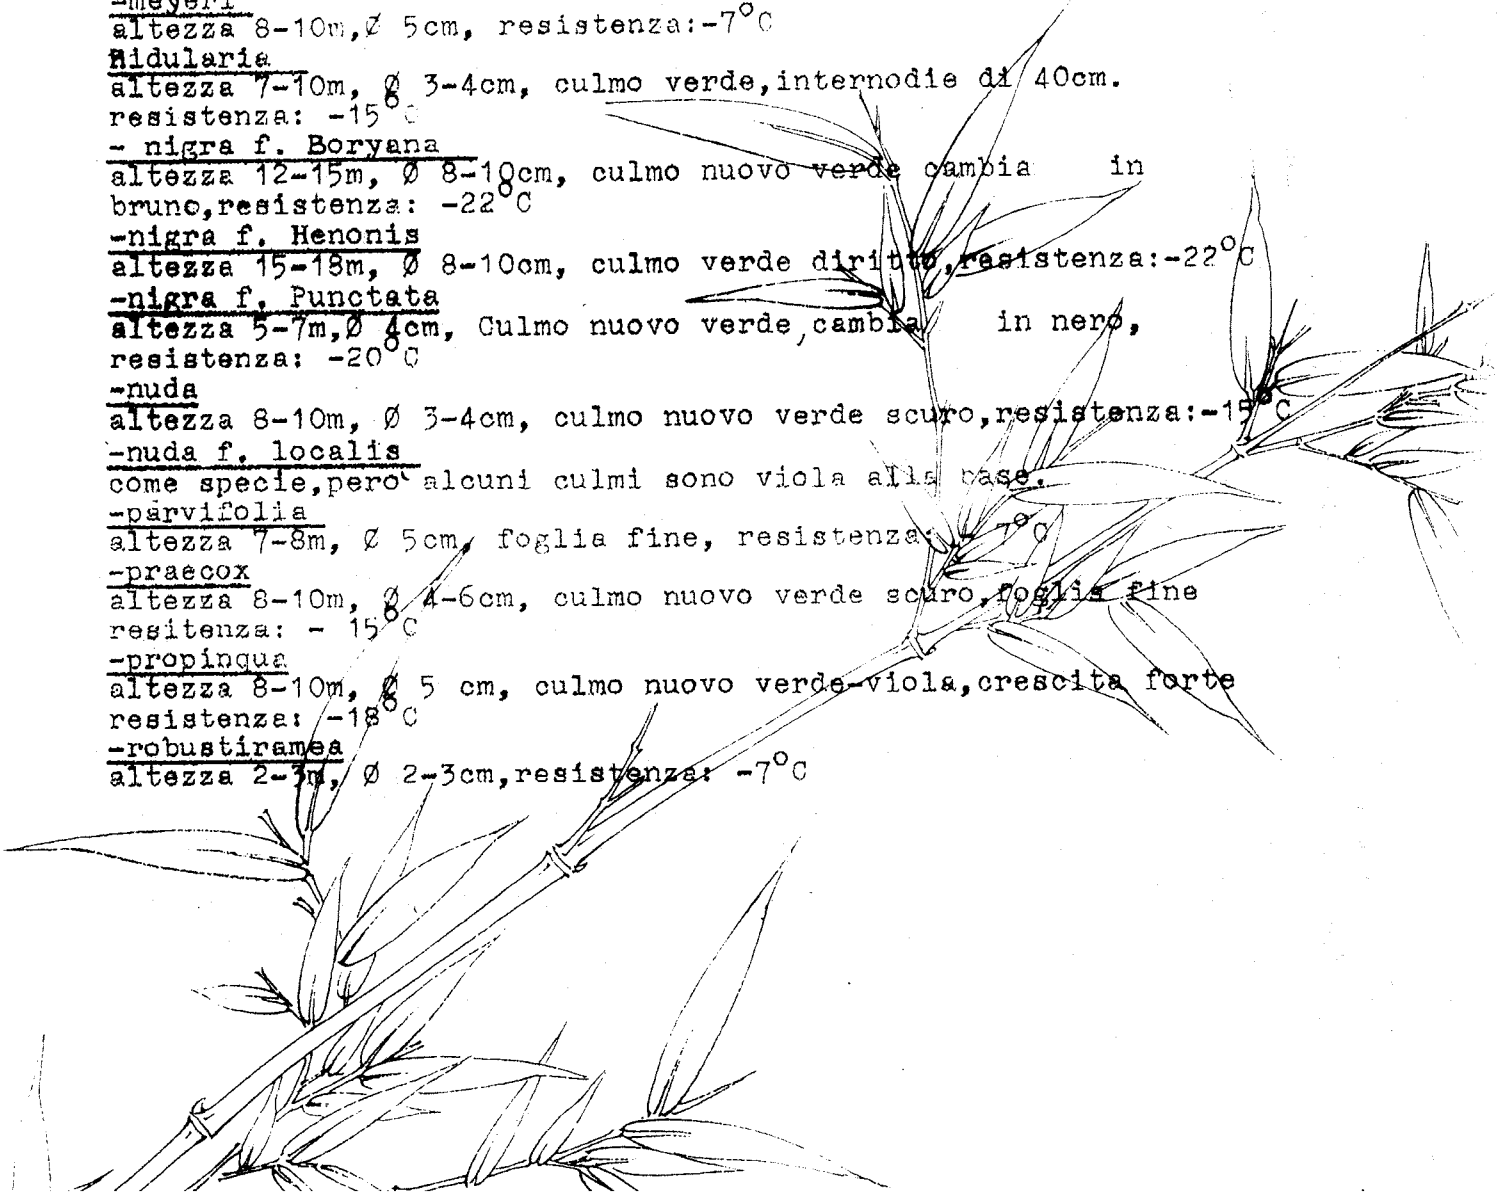 -meyeri
altezza 8-10m,Ø 5cm, resistenza:-7°C
Nidularia
altezza 7-10m, Ø 3-4cm, culmo verde,internodie di 40cm.
resistenza: -15°C
- nigra f. Boryana
altezza 12-15m, Ø 8-10cm, culmo nuovo verde cambia in
bruno,resistenza: -22°C
-nigra f. Henonis
altezza 15-18m, Ø 8-10cm, culmo verde diritto,resistenza:-22°C
-nigra f. Punctata
altezza 5-7m,Ø 4cm, Culmo nuovo verde,cambia in nero,
resistenza: -20°C
-nuda
altezza 8-10m, Ø 3-4cm, culmo nuovo verde scuro,resistenza:-15°C
-nuda f. localis
come specie,pero` alcuni culmi sono viola alla base.
-parvifolia
altezza 7-8m, Ø 5cm, foglia fine, resistenza: - 7°C
-praecox
altezza 8-10m, Ø 4-6cm, culmo nuovo verde scuro,foglia fine
resitenza: - 15°C
-propinqua
altezza 8-10m, Ø 5 cm, culmo nuovo verde-viola,crescita forte
resistenza: -18°C
-robustiramea
altezza 2-3m, Ø 2-3cm,resistenza: -7°C